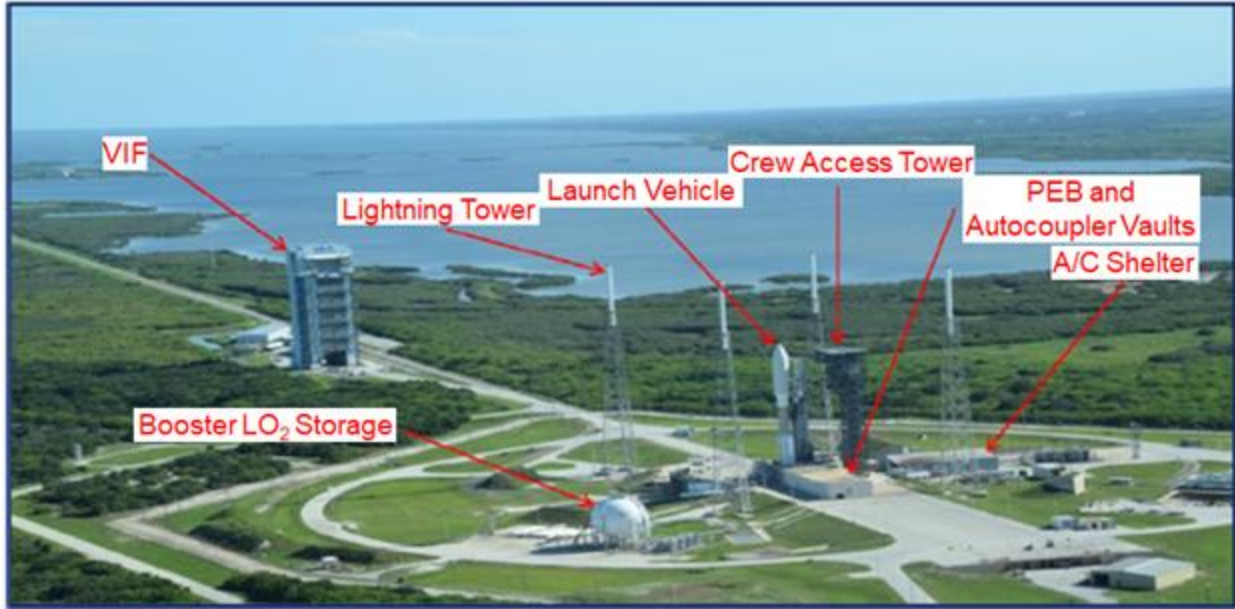 VIF
Lightning Tower
Launch Vehicle
Crew Access Tower
PEB and
Autocoupler Vaults
A/C Shelter
Booster LO₂ Storage